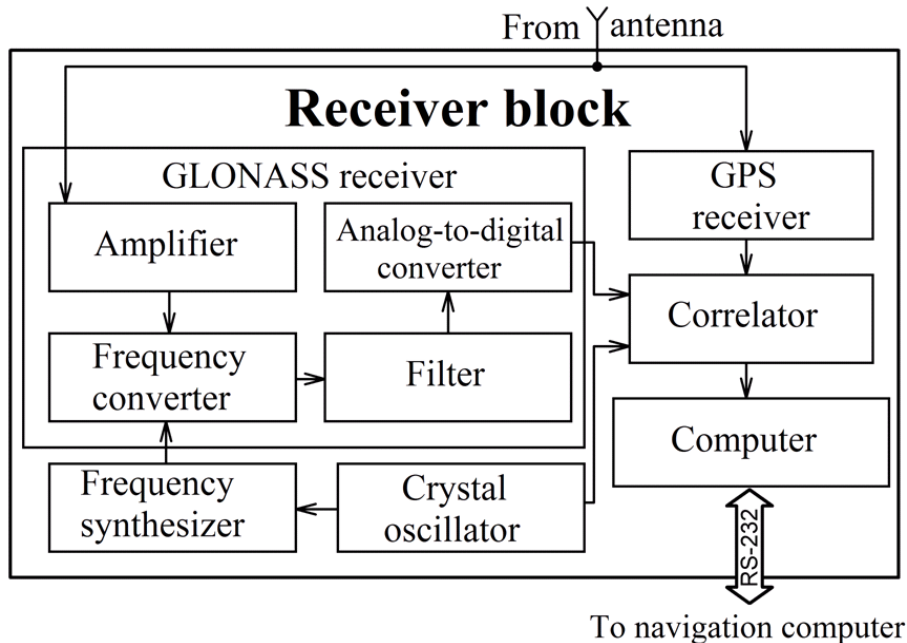 From antenna
Receiver block
GLONASS receiver
Amplifier
Analog-to-digital
converter
GPS
receiver
Frequency
converter
Filter
Correlator
Frequency
synthesizer
Crystal
oscillator
Computer
RS-232
To navigation computer